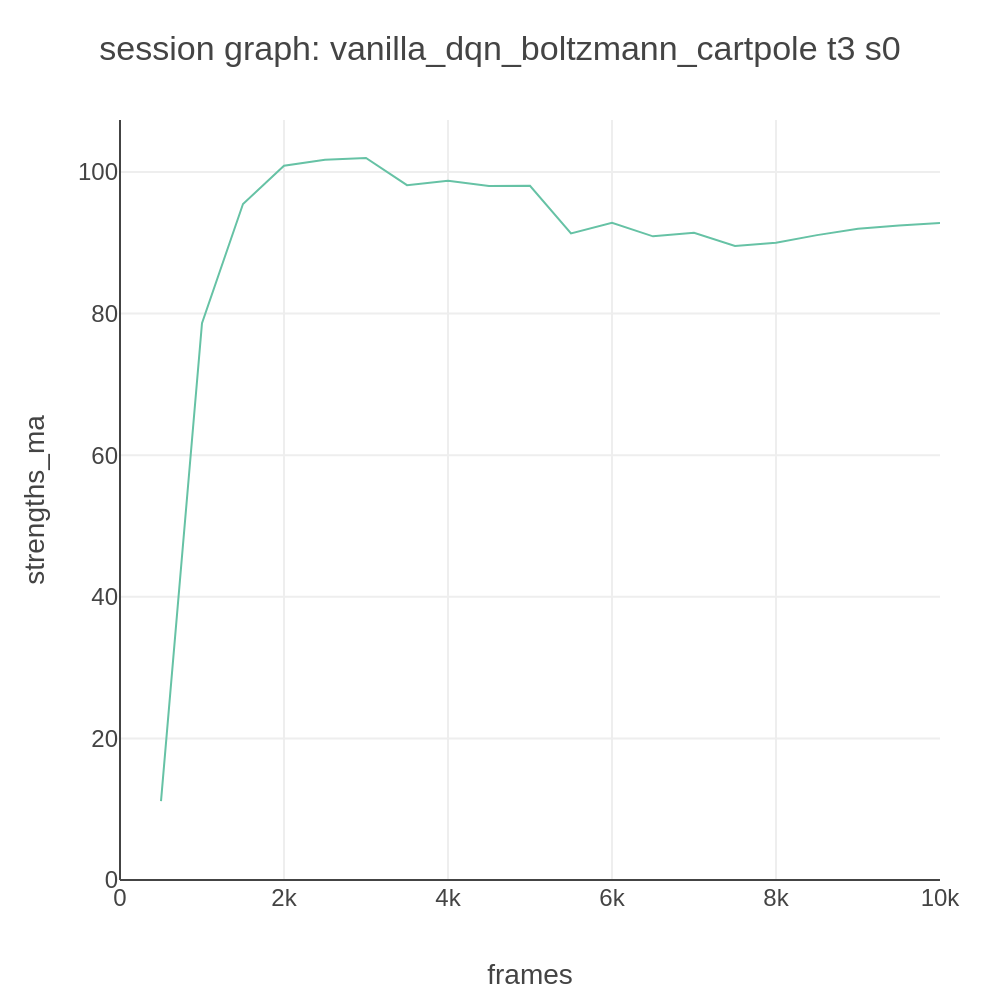 session graph: vanilla_dqn_boltzmann_cartpole t3 s0
strengths_ma
100
80
60
40
20
0
0 2k 4k 6k 8k 10k
frames